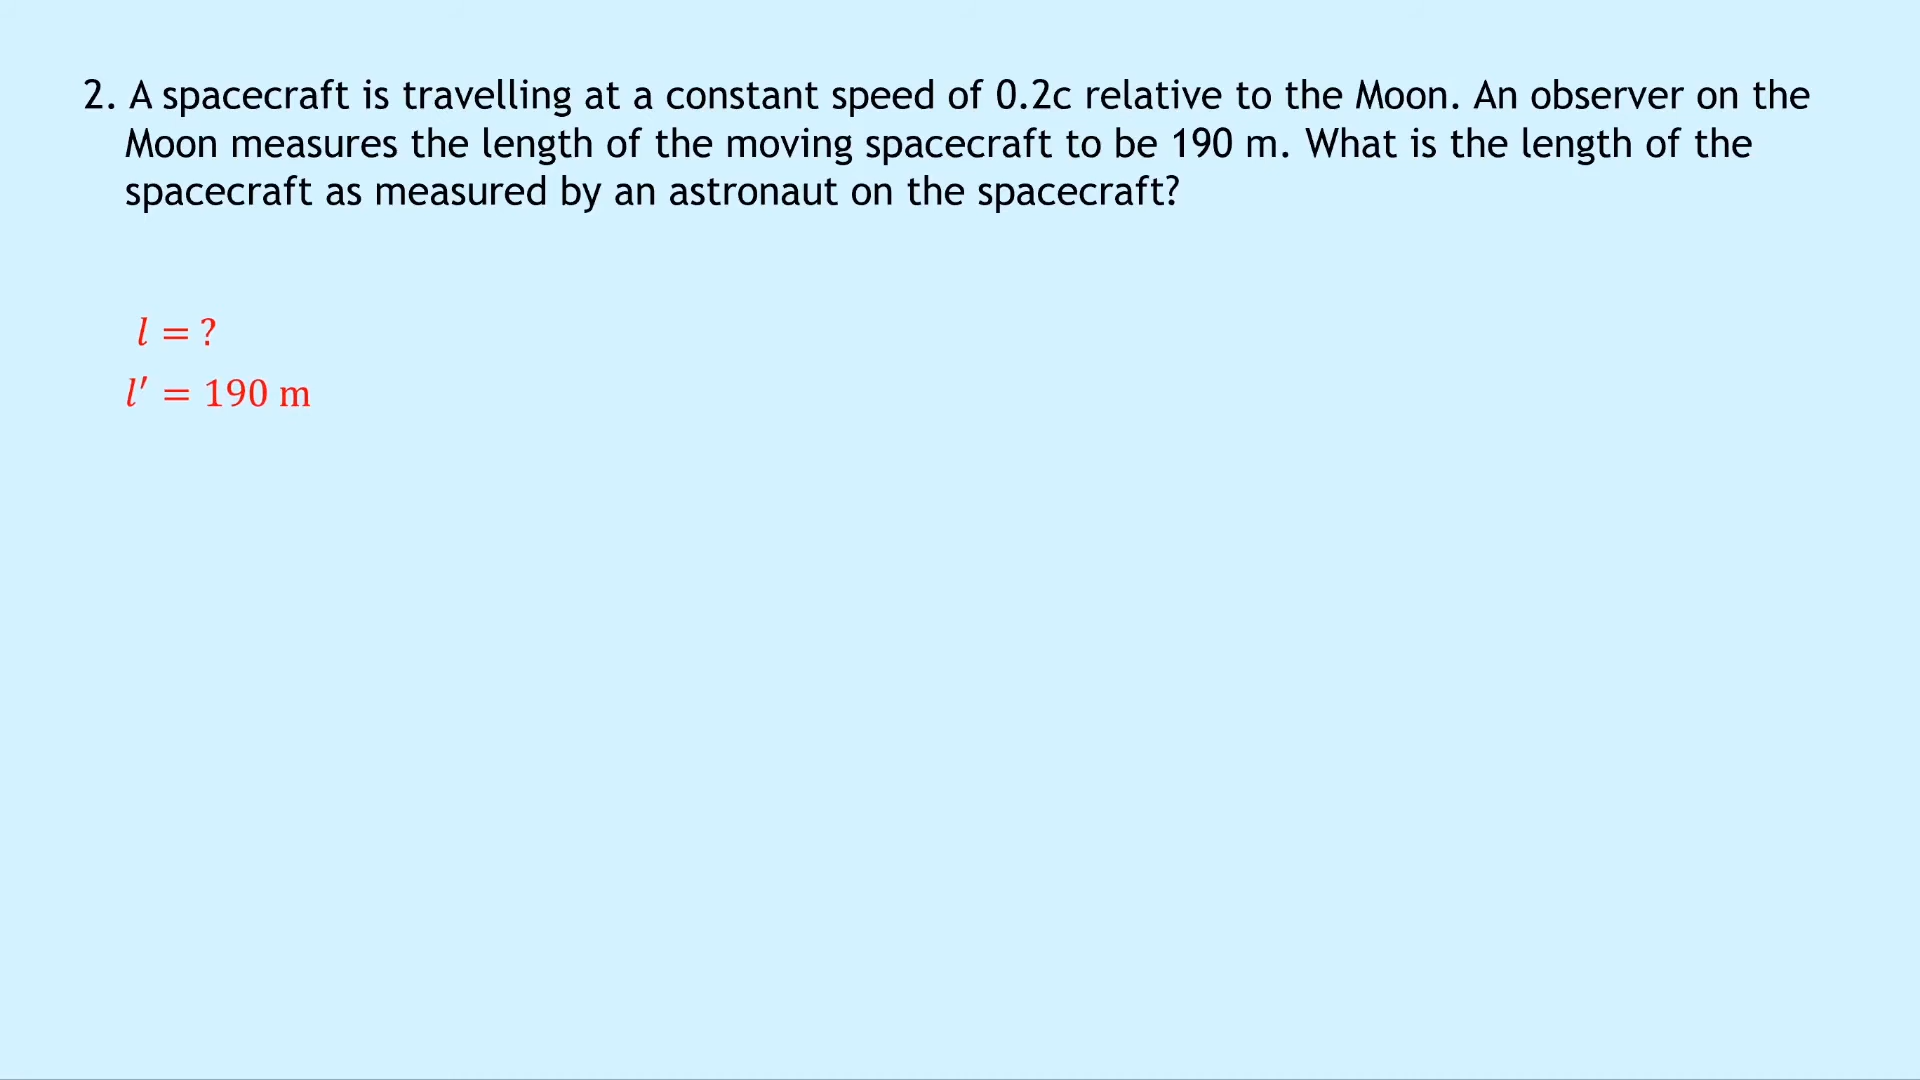 2. A spacecraft is travelling at a constant speed of 0.2c relative to the Moon. An observer on the
Moon measures the length of the moving spacecraft to be 190 m. What is the length of the
spacecraft as measured by an astronaut on the spacecraft?
l = ?
l′ = 190 m